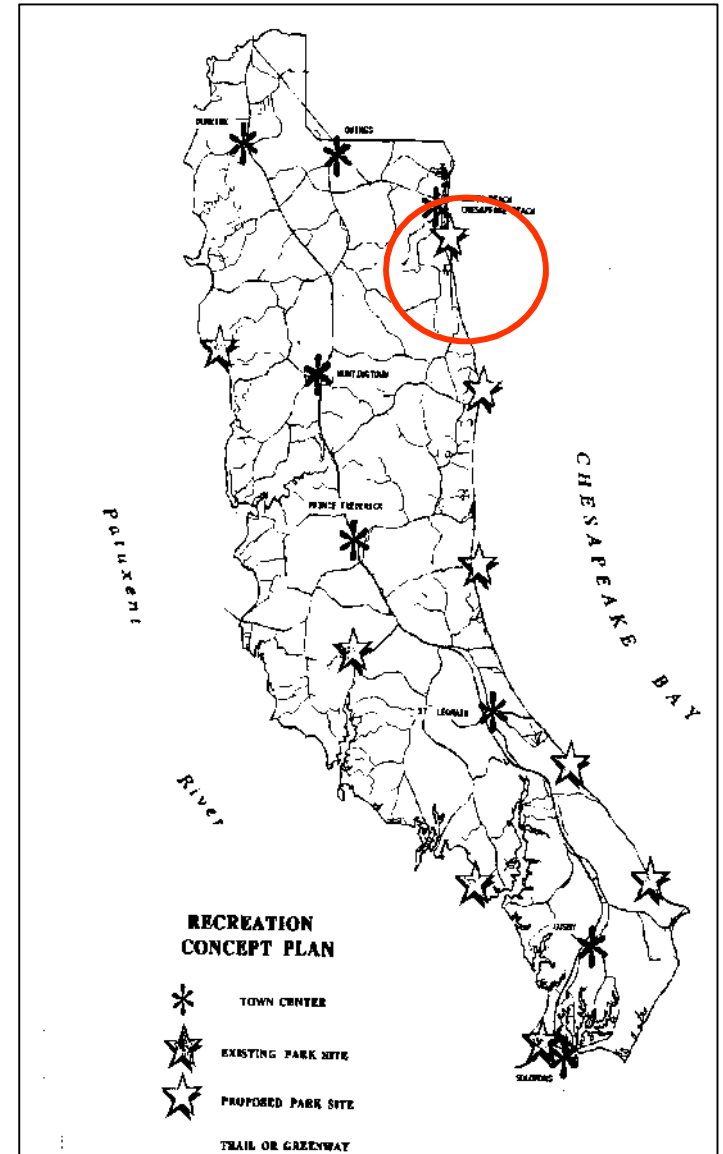 DUNKIRK
OWINGS
CHESAPEAKE BEACH
HUNTINGTOWN
PRINCE FREDERICK
CHESAPEAKE BAY
Patuxent
River
ST LEONARD
LUSBY
SOLOMONS
RECREATION
CONCEPT PLAN
TOWN CENTER
EXISTING PARK SITE
PROPOSED PARK SITE
TRAIL OR GREENWAY